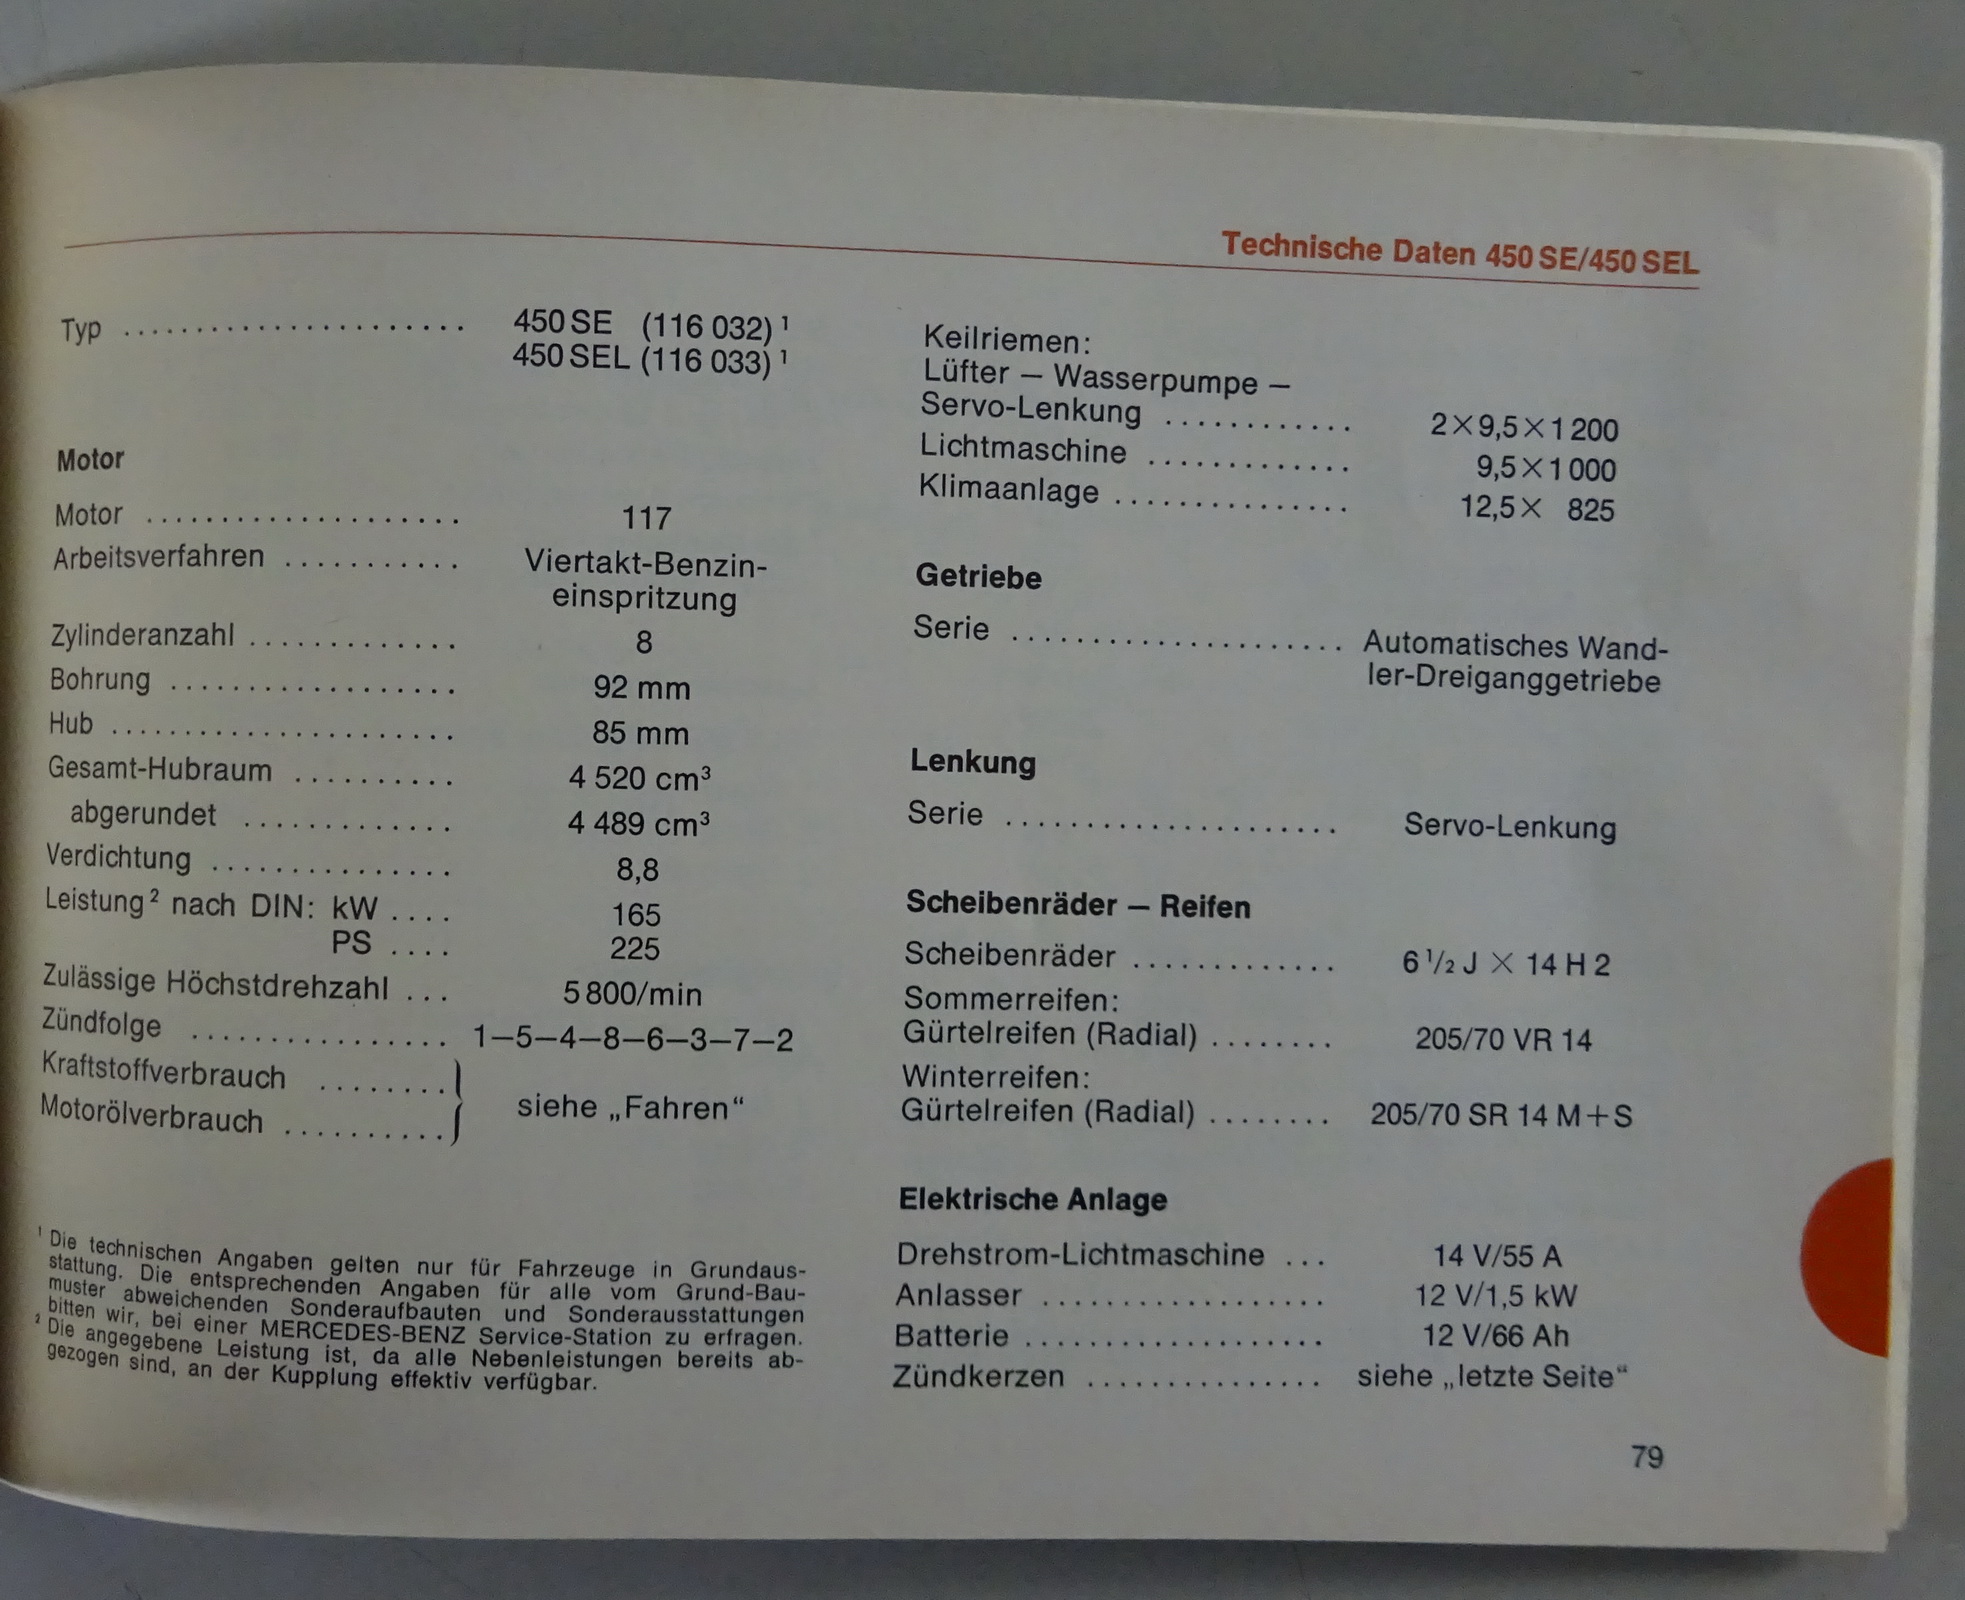 Technische Daten 450 SE/450 SEL
Typ ...................... 450 SE (116 032) ¹
450 SEL (116 033) ¹
Motor
Motor .................... 117
Arbeitsverfahren ........... Viertakt-Benzin-
einspritzung
Zylinderanzahl ............. 8
Bohrung .................. 92 mm
Hub ...................... 85 mm
Gesamt-Hubraum .......... 4 520 cm³
abgerundet ............. 4 489 cm³
Verdichtung ............... 8,8
Leistung² nach DIN: kW .... 165
PS .... 225
Zulässige Höchstdrehzahl ... 5 800/min
Zündfolge ................ 1–5–4–8–6–3–7–2
Kraftstoffverbrauch ........ }
siehe „Fahren“
Motorölverbrauch .......... }
¹ Die technischen Angaben gelten nur für Fahrzeuge in Grundaus-
stattung. Die entsprechenden Angaben für alle vom Grund-Bau-
muster abweichenden Sonderaufbauten und Sonderausstattungen
bitten wir, bei einer MERCEDES-BENZ Service-Station zu erfragen.
² Die angegebene Leistung ist, da alle Nebenleistungen bereits ab-
gezogen sind, an der Kupplung effektiv verfügbar.
Keilriemen:
Lüfter – Wasserpumpe –
Servo-Lenkung ............ 2×9,5×1 200
Lichtmaschine ............. 9,5×1 000
Klimaanlage ............... 12,5× 825
Getriebe
Serie ..................... Automatisches Wand-
ler-Dreiganggetriebe
Lenkung
Serie ..................... Servo-Lenkung
Scheibenräder – Reifen
Scheibenräder ............. 6 ½ J × 14 H 2
Sommerreifen:
Gürtelreifen (Radial) ........ 205/70 VR 14
Winterreifen:
Gürtelreifen (Radial) ........ 205/70 SR 14 M+S
Elektrische Anlage
Drehstrom-Lichtmaschine ... 14 V/55 A
Anlasser .................. 12 V/1,5 kW
Batterie ................... 12 V/66 Ah
Zündkerzen ............... siehe „letzte Seite“
79